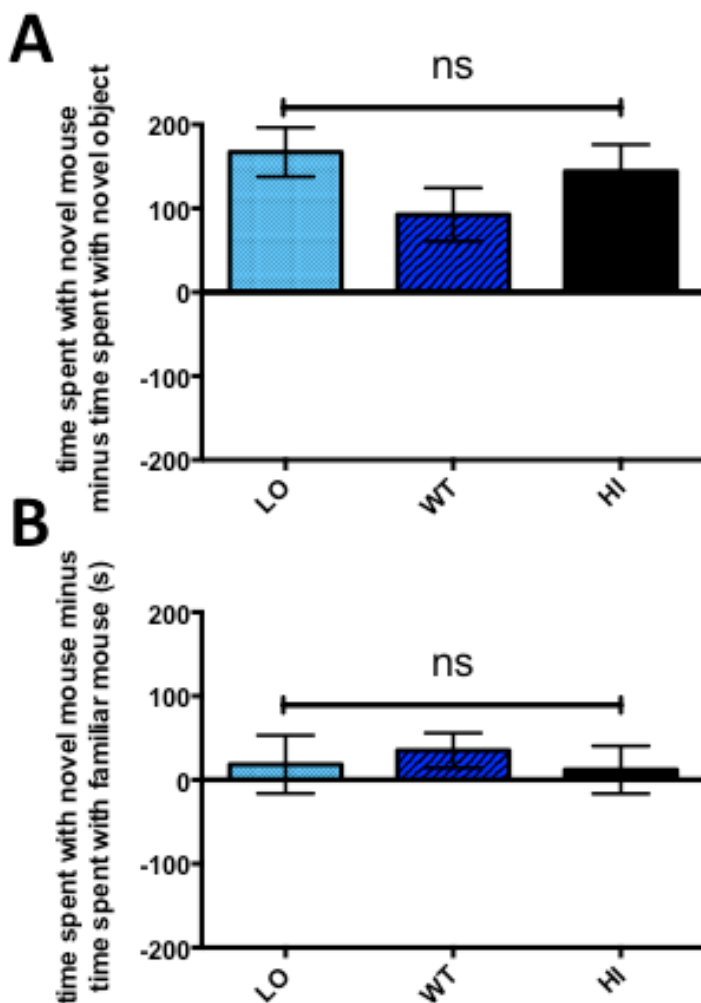 A
time spent with novel mouse
minus time spent with novel object
ns
200
100
0
-100
-200
LO
WT
HI
B
time spent with novel mouse minus
time spent with familiar mouse (s)
ns
200
100
0
-100
-200
LO
WT
HI